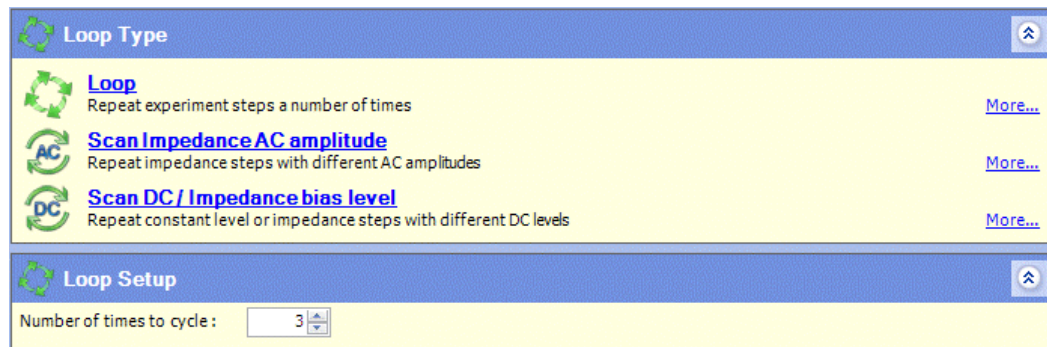 Loop Type
Loop
Repeat experiment steps a number of times
More...
AC
Scan Impedance AC amplitude
Repeat impedance steps with different AC amplitudes
More...
DC
Scan DC / Impedance bias level
Repeat constant level or impedance steps with different DC levels
More...
Loop Setup
Number of times to cycle :
3